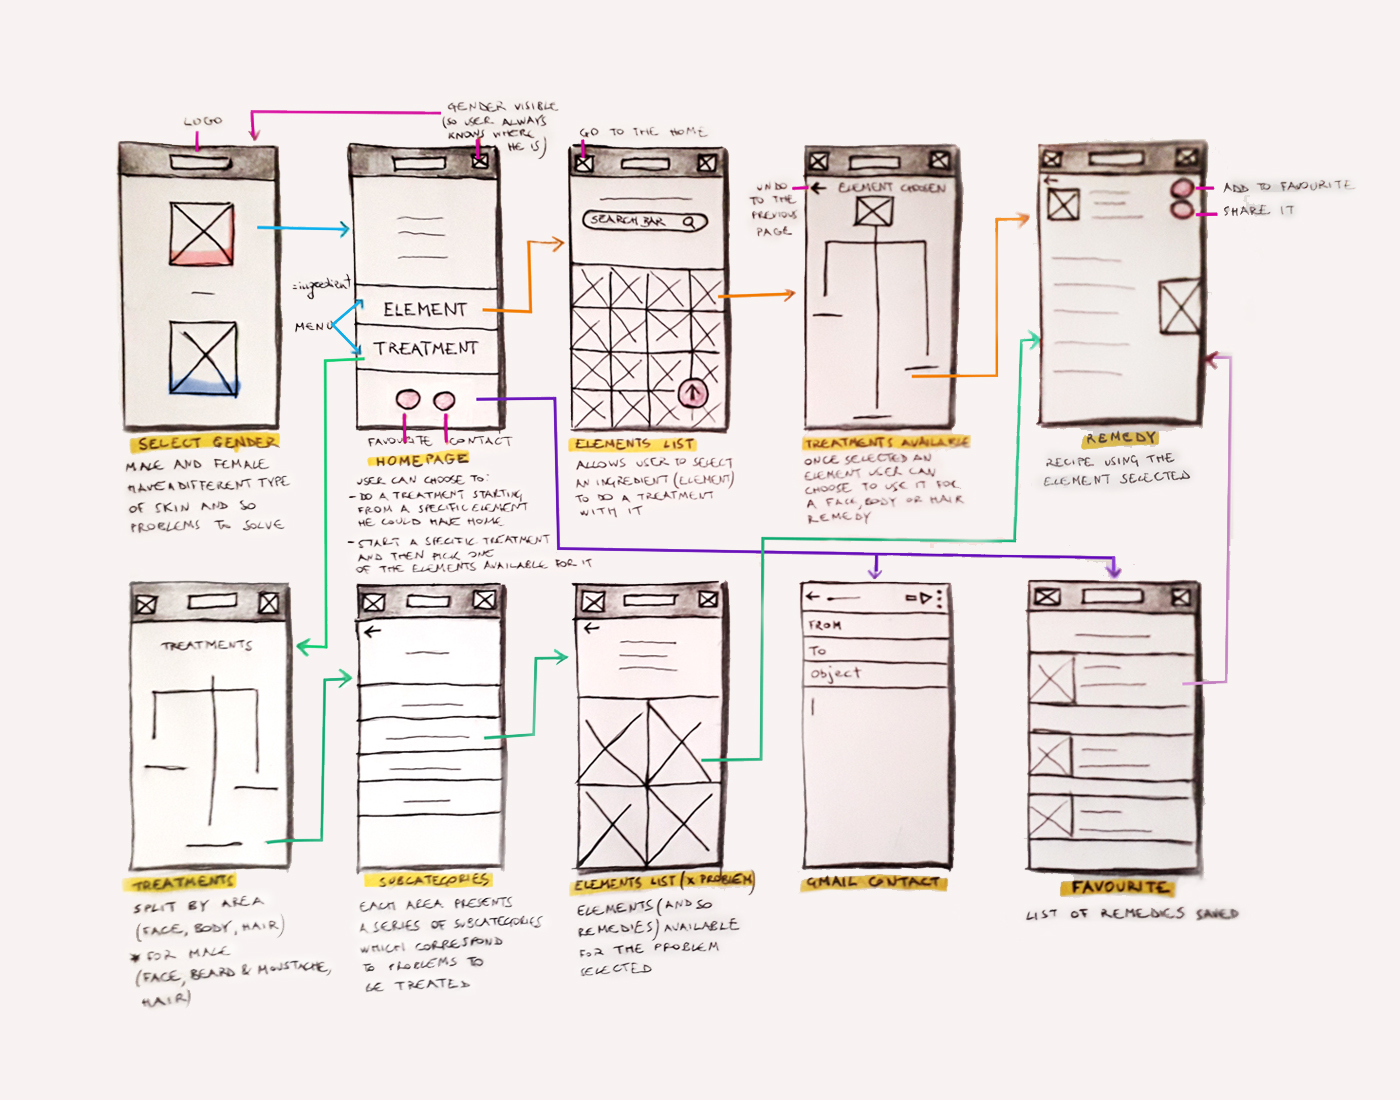 LOGO
GENDER VISIBLE
(SO USER ALWAYS
KNOWS WHERE
HE IS)
GO TO THE HOME
UNDO
TO THE
PREVIOUS
PAGE
ELEMENT CHOSEN
ADD TO FAVOURITE
SHARE IT
SEARCH BAR
=ingredient
MENU
ELEMENT
TREATMENT
FAVOURITE
CONTACT
SELECT GENDER
MALE AND FEMALE
HAVE A DIFFERENT TYPE
OF SKIN AND SO
PROBLEMS TO SOLVE
HOMEPAGE
USER CAN CHOOSE TO:
- DO A TREATMENT STARTING
FROM A SPECIFIC ELEMENT
HE COULD HAVE HOME
- START A SPECIFIC TREATMENT
AND THEN PICK ONE
OF THE ELEMENTS AVAILABLE FOR IT
ELEMENTS LIST
ALLOWS USER TO SELECT
AN INGREDIENT (ELEMENT)
TO DO A TREATMENT
WITH IT
TREATMENTS AVAILABLE
ONCE SELECTED AN
ELEMENT USER CAN
CHOOSE TO USE IT FOR
A FACE, BODY OR HAIR
REMEDY
REMEDY
RECIPE USING THE
ELEMENT SELECTED
TREATMENTS
FROM
TO
Object
TREATMENTS
SPLIT BY AREA
(FACE, BODY, HAIR)
* FOR MALE
(FACE, BEARD & MOUSTACHE,
HAIR)
SUBCATEGORIES
EACH AREA PRESENTS
A SERIES OF SUBCATEGORIES
WHICH CORRESPOND
TO PROBLEMS TO
BE TREATED
ELEMENTS LIST (X PROBLEM)
ELEMENTS (AND SO
REMEDIES) AVAILABLE
FOR THE PROBLEM
SELECTED
GMAIL CONTACT
FAVOURITE
LIST OF REMEDIES SAVED